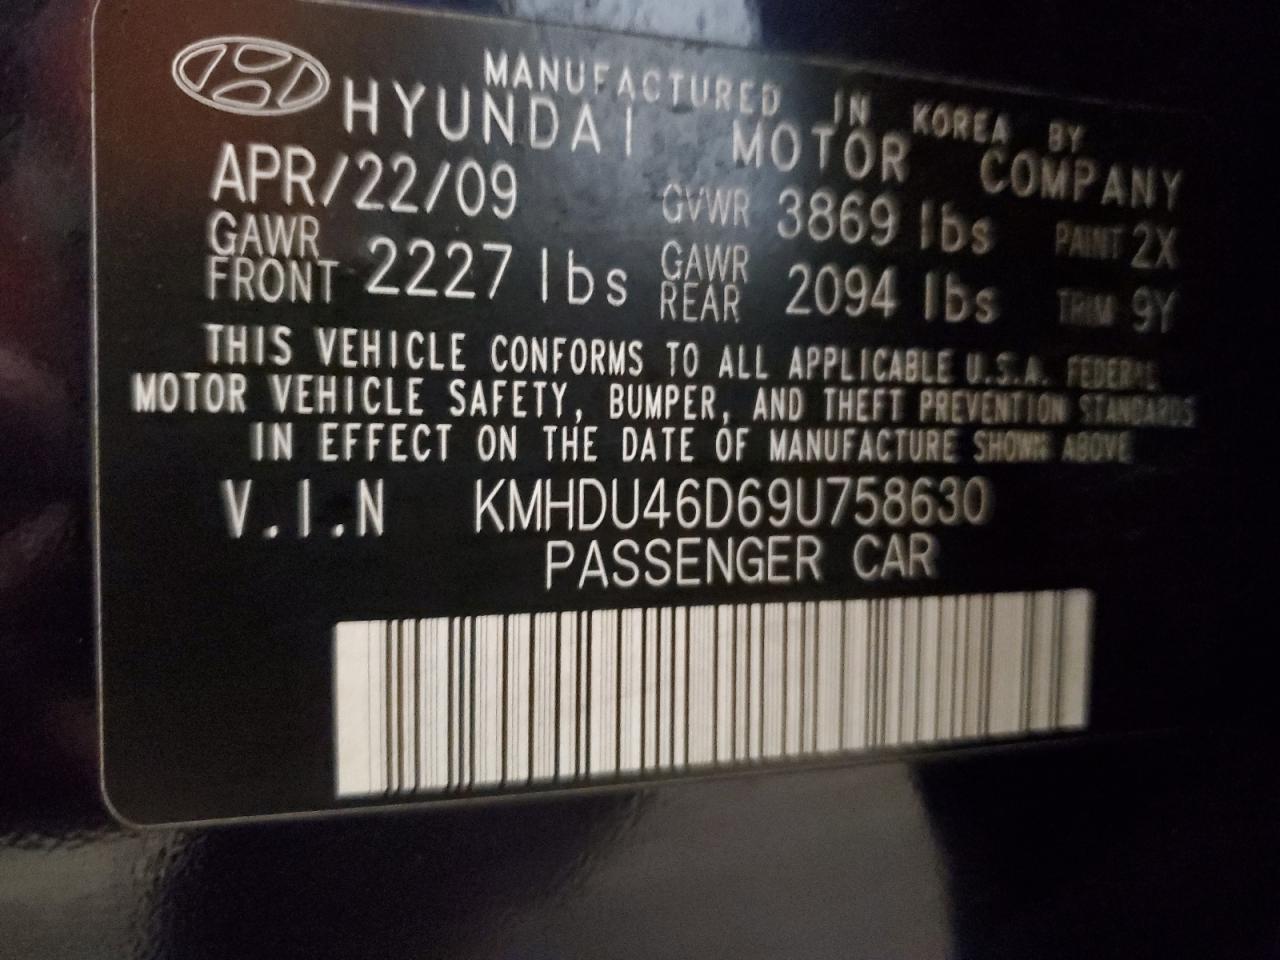 MANUFACTURED IN KOREA BY
HYUNDAI MOTOR COMPANY
APR/22/09 GVWR 3869 lbs PAINT 2X
GAWR FRONT 2227 lbs GAWR REAR 2094 lbs TRIM 9Y
THIS VEHICLE CONFORMS TO ALL APPLICABLE U.S.A. FEDERAL
MOTOR VEHICLE SAFETY, BUMPER, AND THEFT PREVENTION STANDARDS
IN EFFECT ON THE DATE OF MANUFACTURE SHOWN ABOVE
V.I.N KMHDU46D69U758630
PASSENGER CAR